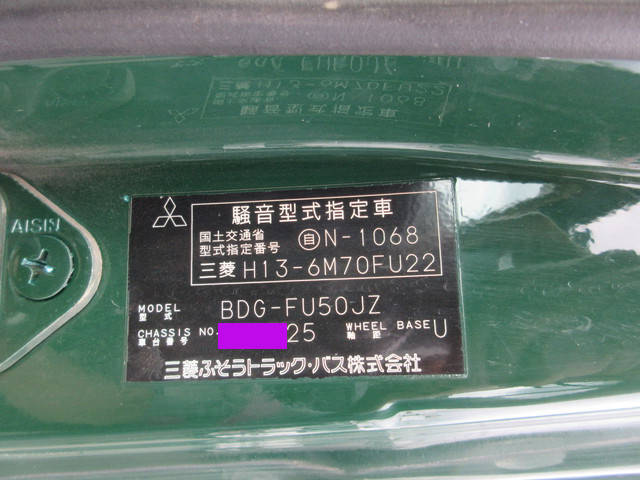 AISIN
騒音型式指定車
国土交通省
型式指定番号
自N-1068
三菱 H13-6M70FU22
MODEL
型式
BDG-FU50JZ
CHASSIS NO.
車台番号
25
WHEEL BASE
軸距
U
三菱ふそうトラック・バス株式会社